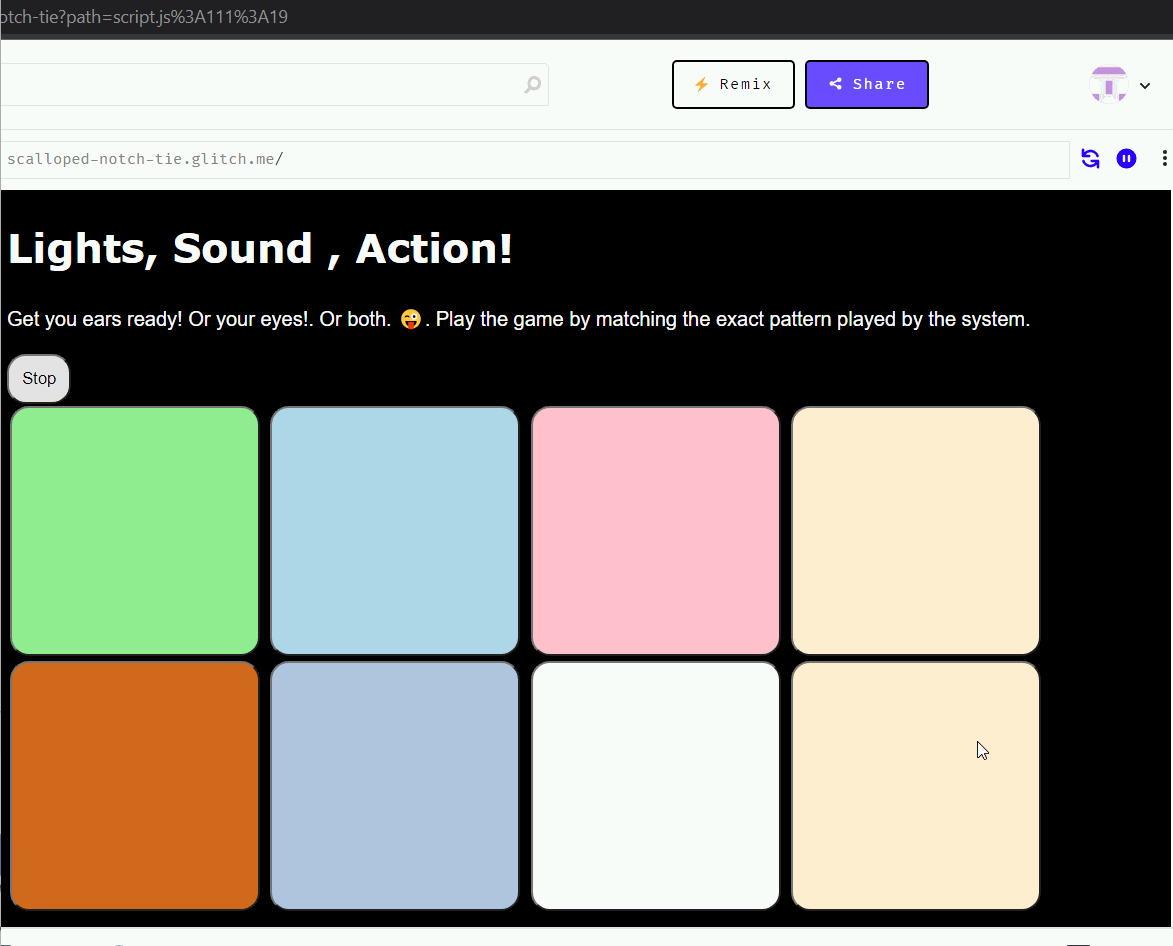 otch-tie?path=script.js%3A111%3A19
⚡ Remix
Share
scalloped-notch-tie.glitch.me/
Lights, Sound , Action!
Get you ears ready! Or your eyes!. Or both. 😜. Play the game by matching the exact pattern played by the system.
Stop